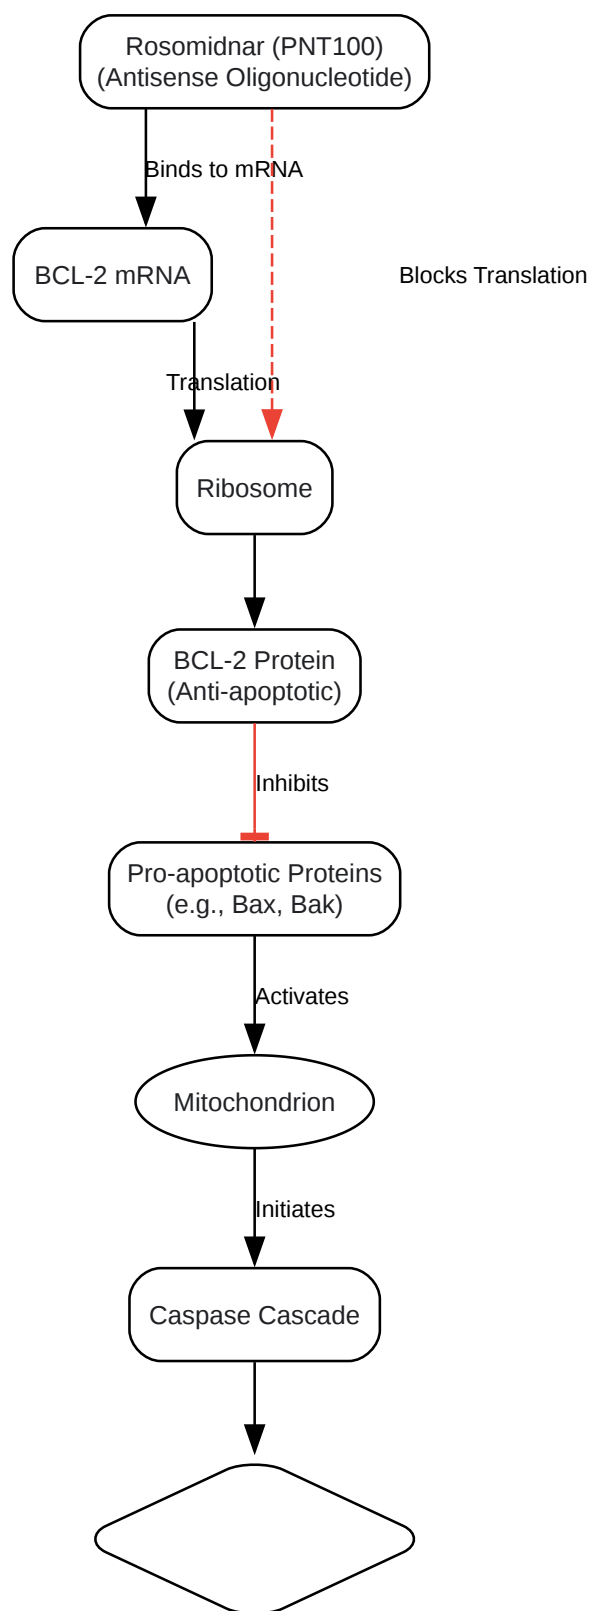 Rosomidnar (PNT100)
(Antisense Oligonucleotide)
Binds to mRNA
BCL-2 mRNA
Blocks Translation
Translation
Ribosome
BCL-2 Protein
(Anti-apoptotic)
Inhibits
Pro-apoptotic Proteins
(e.g., Bax, Bak)
Activates
Mitochondrion
Initiates
Caspase Cascade